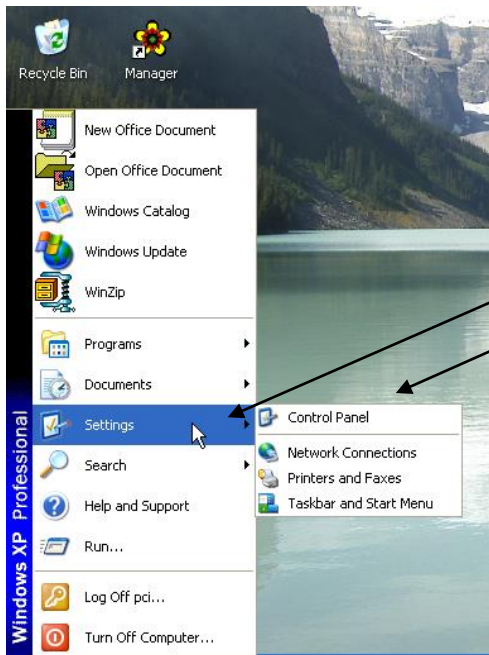 Recycle Bin
Manager
New Office Document
Open Office Document
Windows Catalog
Windows Update
WinZip
Programs
Documents
Settings
Search
Help and Support
Run...
Log Off pci...
Turn Off Computer...
Windows XP Professional
Control Panel
Network Connections
Printers and Faxes
Taskbar and Start Menu